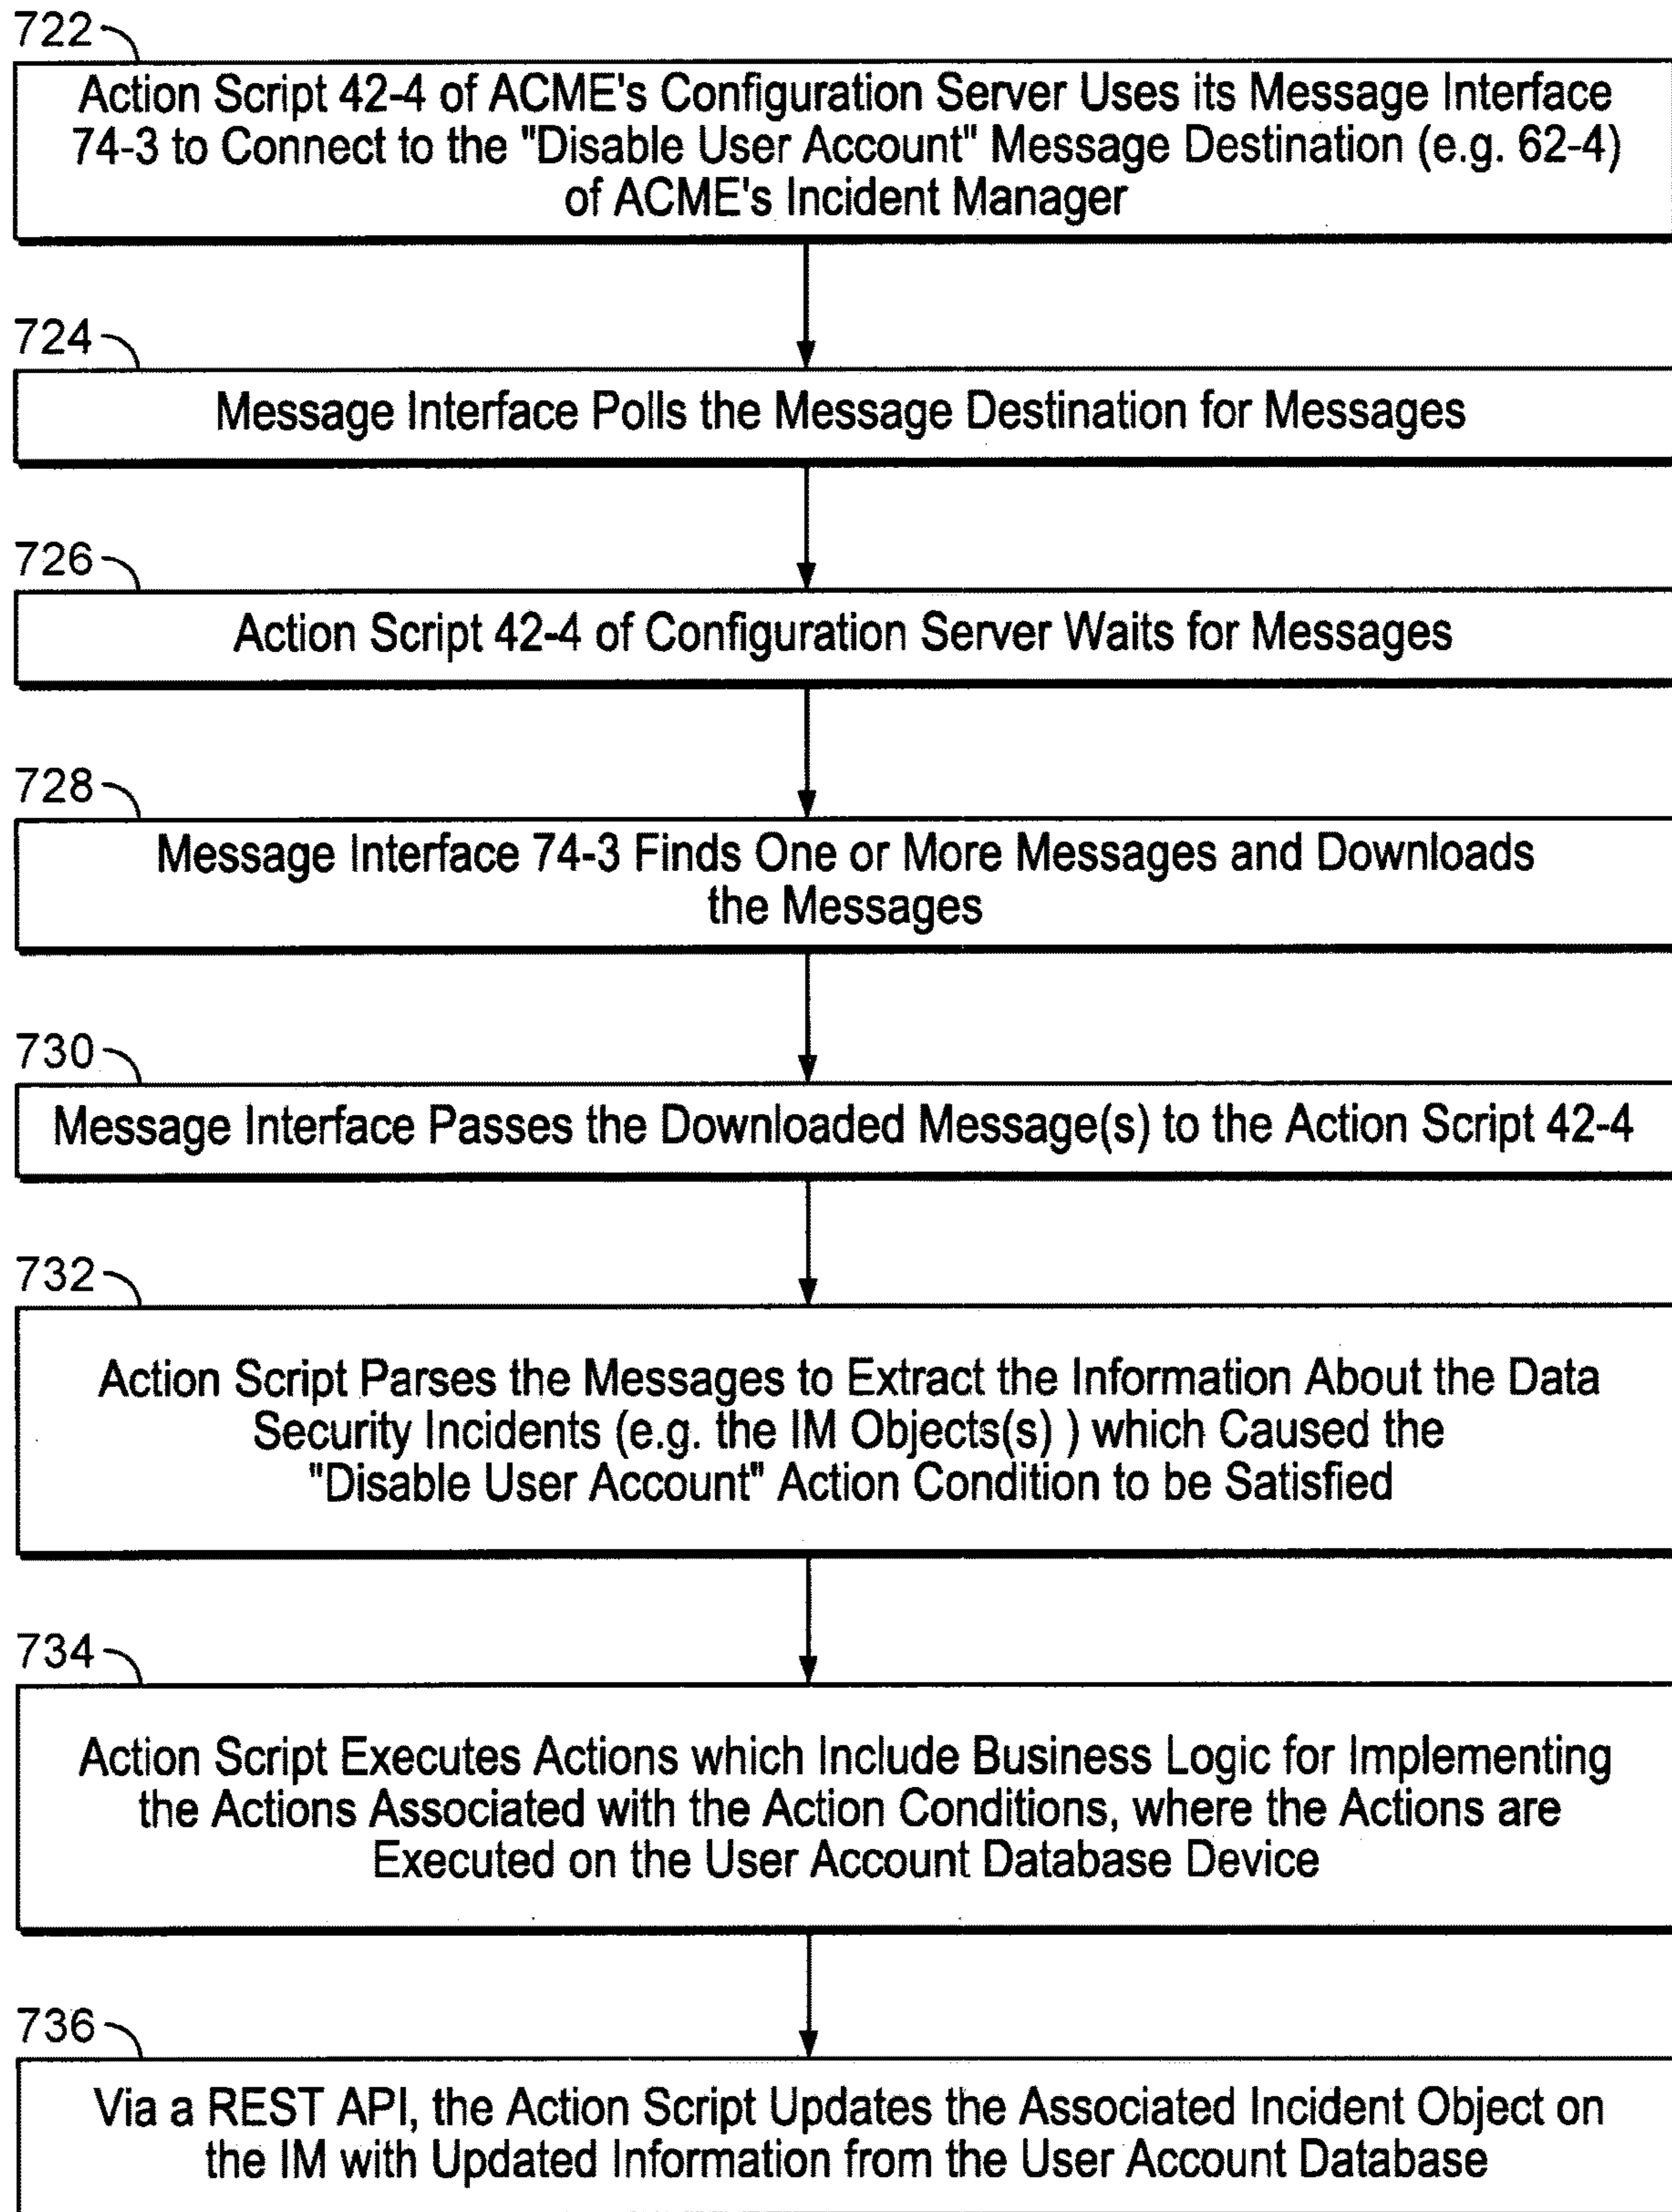 722
Action Script 42-4 of ACME's Configuration Server Uses its Message Interface
74-3 to Connect to the "Disable User Account" Message Destination (e.g. 62-4)
of ACME's Incident Manager
724
Message Interface Polls the Message Destination for Messages
726
Action Script 42-4 of Configuration Server Waits for Messages
728
Message Interface 74-3 Finds One or More Messages and Downloads
the Messages
730
Message Interface Passes the Downloaded Message(s) to the Action Script 42-4
732
Action Script Parses the Messages to Extract the Information About the Data
Security Incidents (e.g. the IM Objects(s) ) which Caused the
"Disable User Account" Action Condition to be Satisfied
734
Action Script Executes Actions which Include Business Logic for Implementing
the Actions Associated with the Action Conditions, where the Actions are
Executed on the User Account Database Device
736
Via a REST API, the Action Script Updates the Associated Incident Object on
the IM with Updated Information from the User Account Database